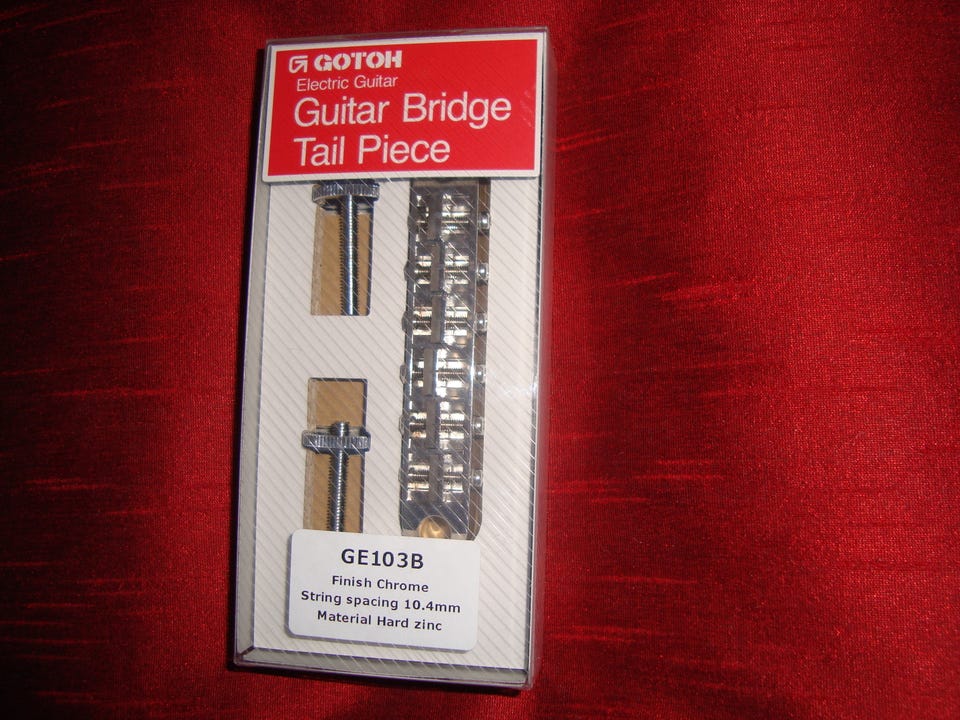 GOTOH
Electric Guitar
Guitar Bridge
Tail Piece
GE103B
Finish Chrome
String spacing 10.4mm
Material Hard zinc